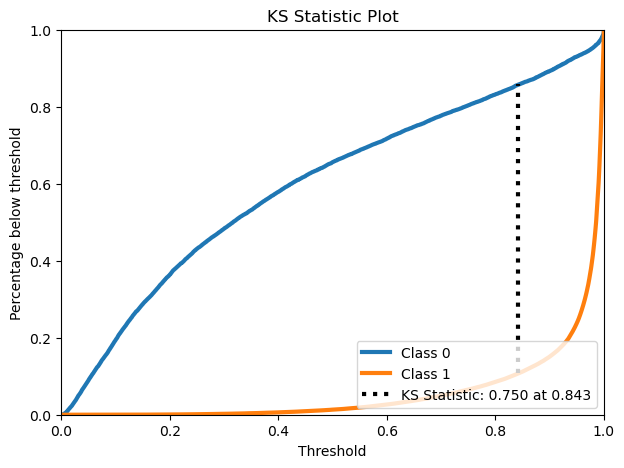 KS Statistic Plot
Percentage below threshold
1.0
0.8
0.6
0.4
0.2
0.0
Class 0
Class 1
KS Statistic: 0.750 at 0.843
0.0 0.2 0.4 0.6 0.8 1.0
Threshold